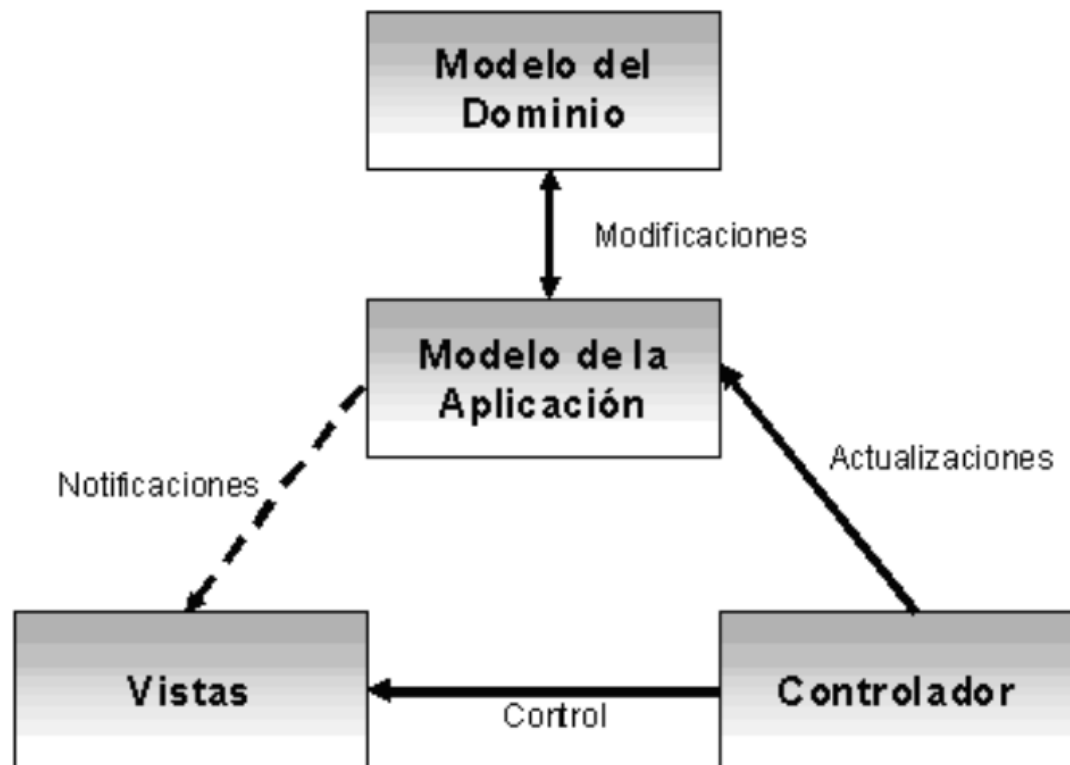 Modelo del
Dominio
Modificaciones
Modelo de la
Aplicación
Notificaciones
Actualizaciones
Vistas
Control
Controlador